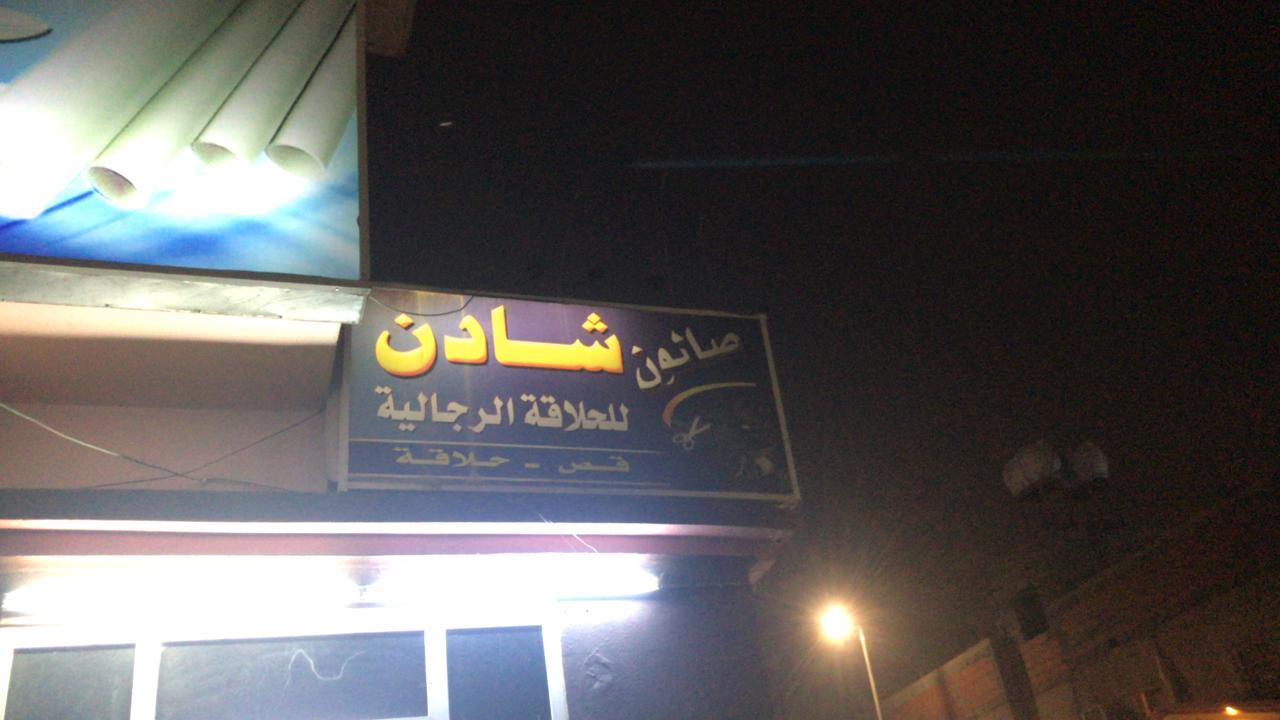 صالون شادن
للحلاقة الرجالية
قص - حلاقة